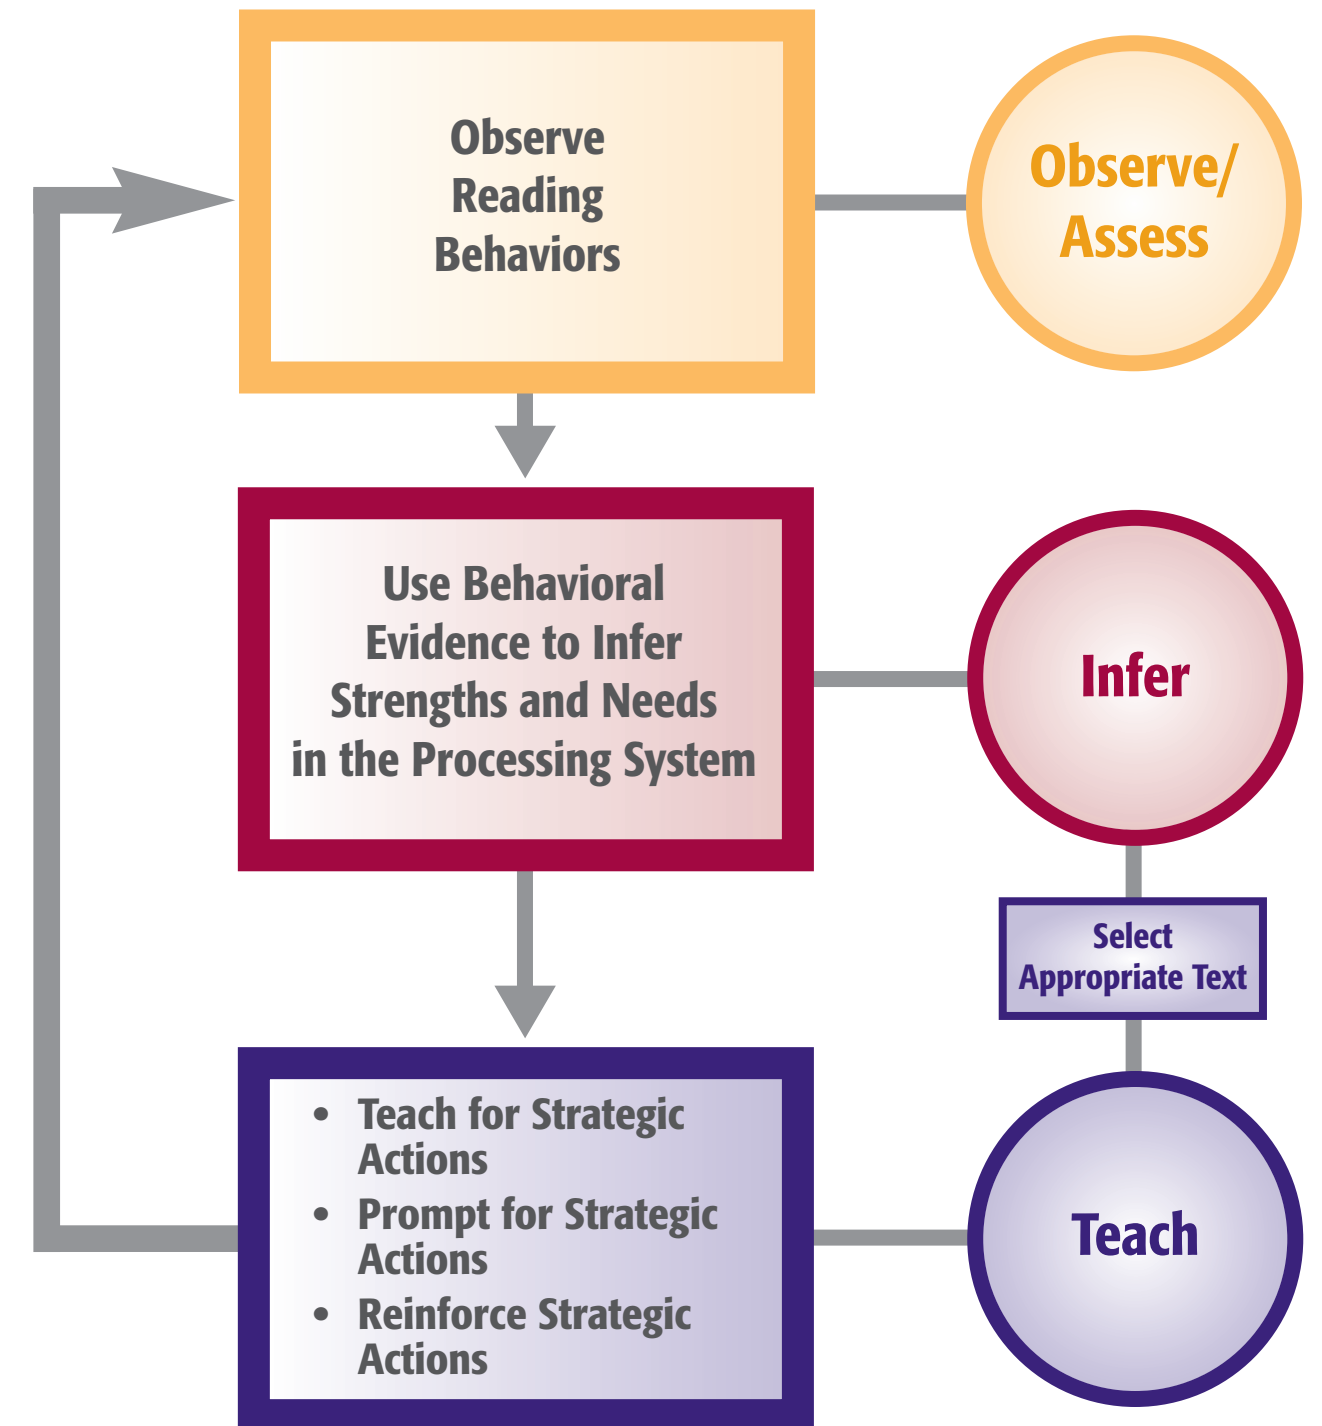 Observe
Reading
Behaviors
Observe/
Assess
Use Behavioral
Evidence to Infer
Strengths and Needs
in the Processing System
Infer
Select
Appropriate Text
• Teach for Strategic
Actions
• Prompt for Strategic
Actions
• Reinforce Strategic
Actions
Teach